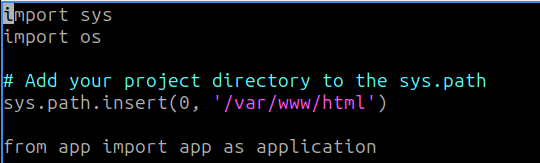 import sys
import os
# Add your project directory to the sys.path
sys.path.insert(0, '/var/www/html')
from app import app as application